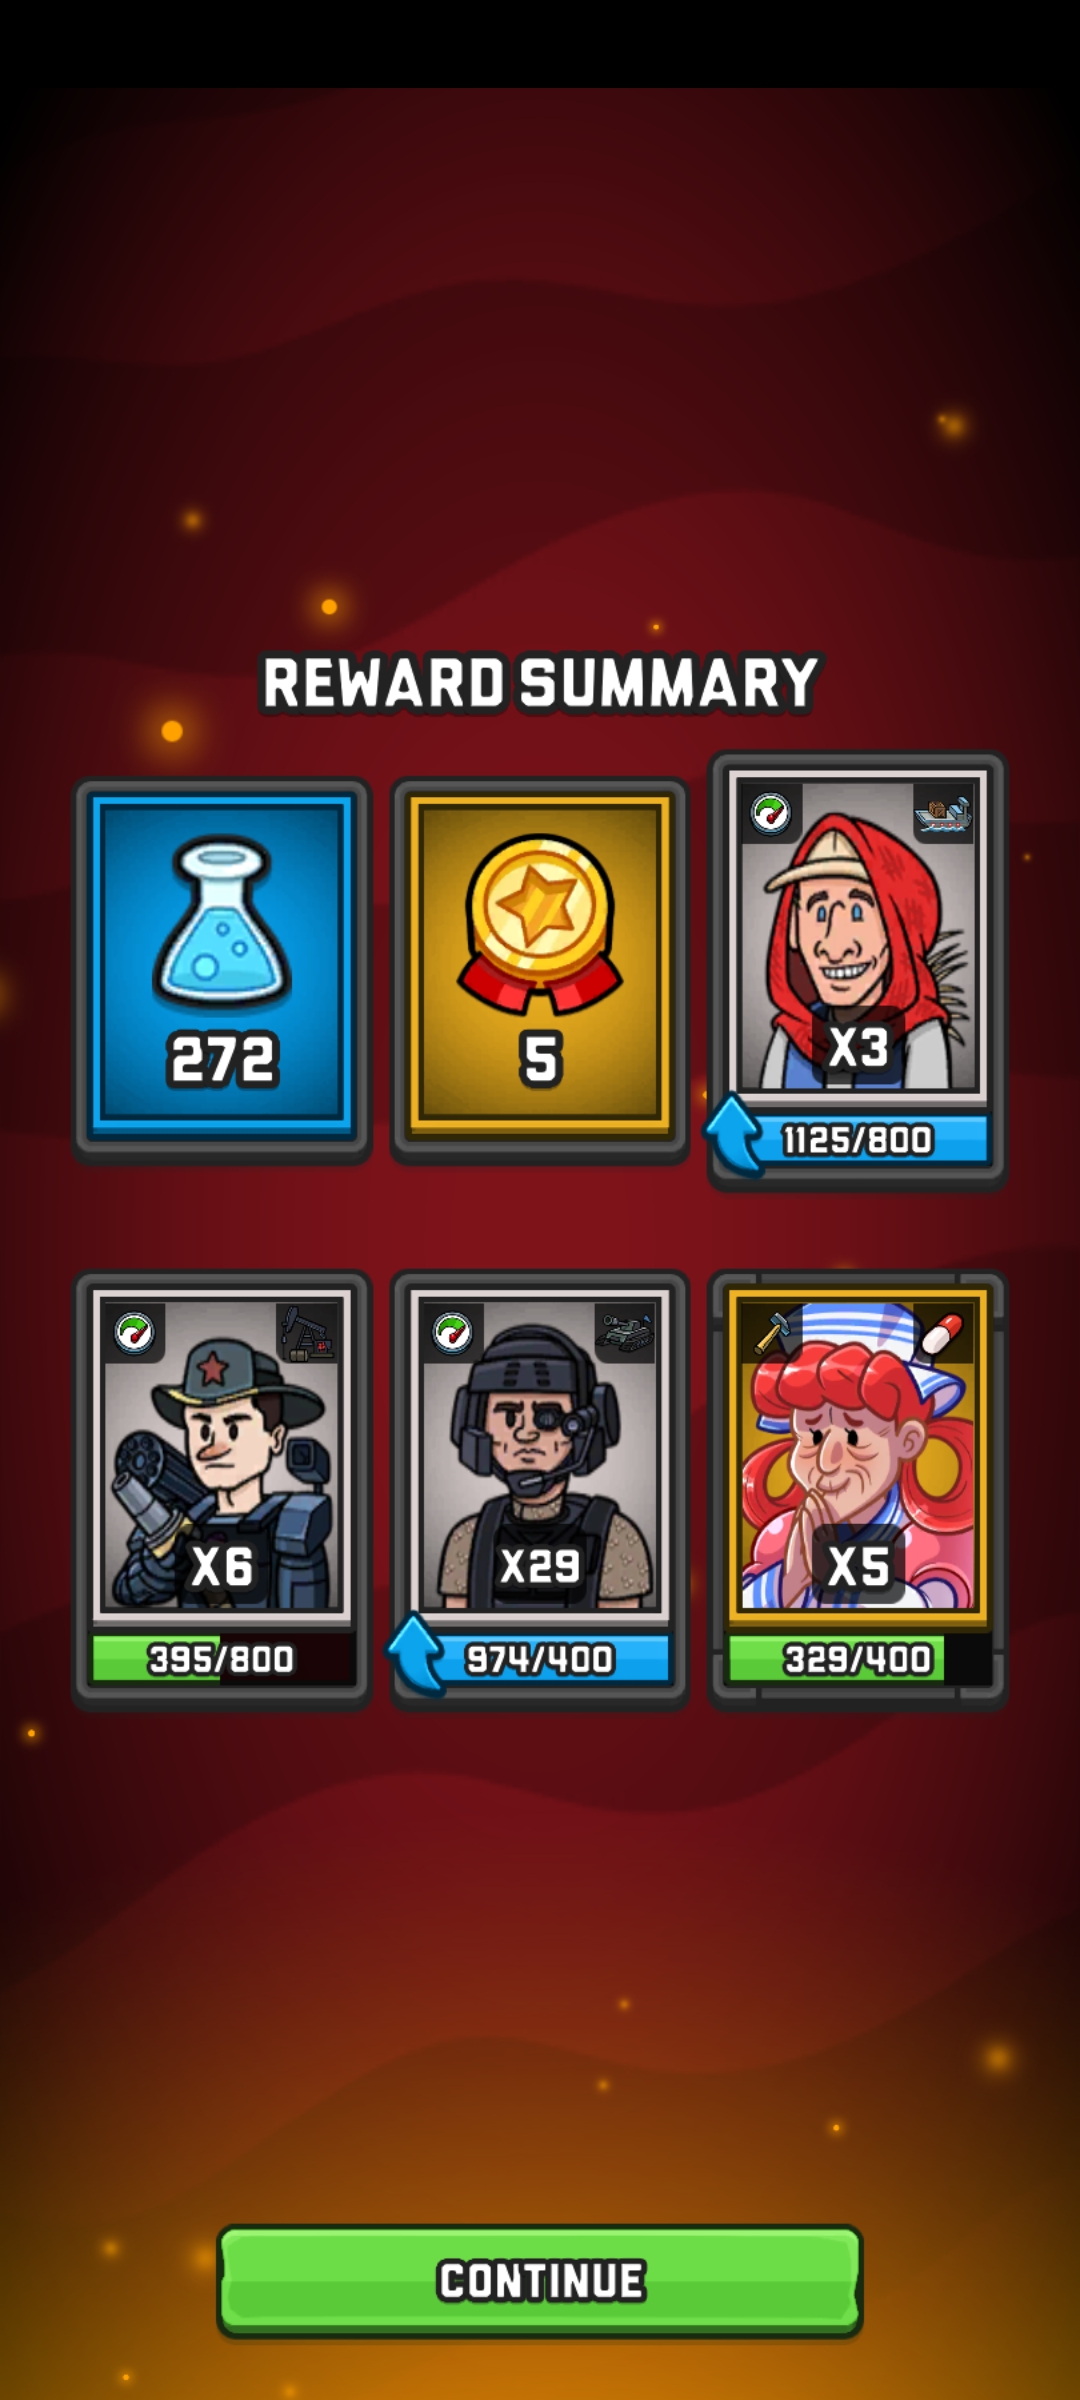 REWARD SUMMARY
272
5
X3
1125/800
X6
395/800
X29
974/400
X5
329/400
CONTINUE